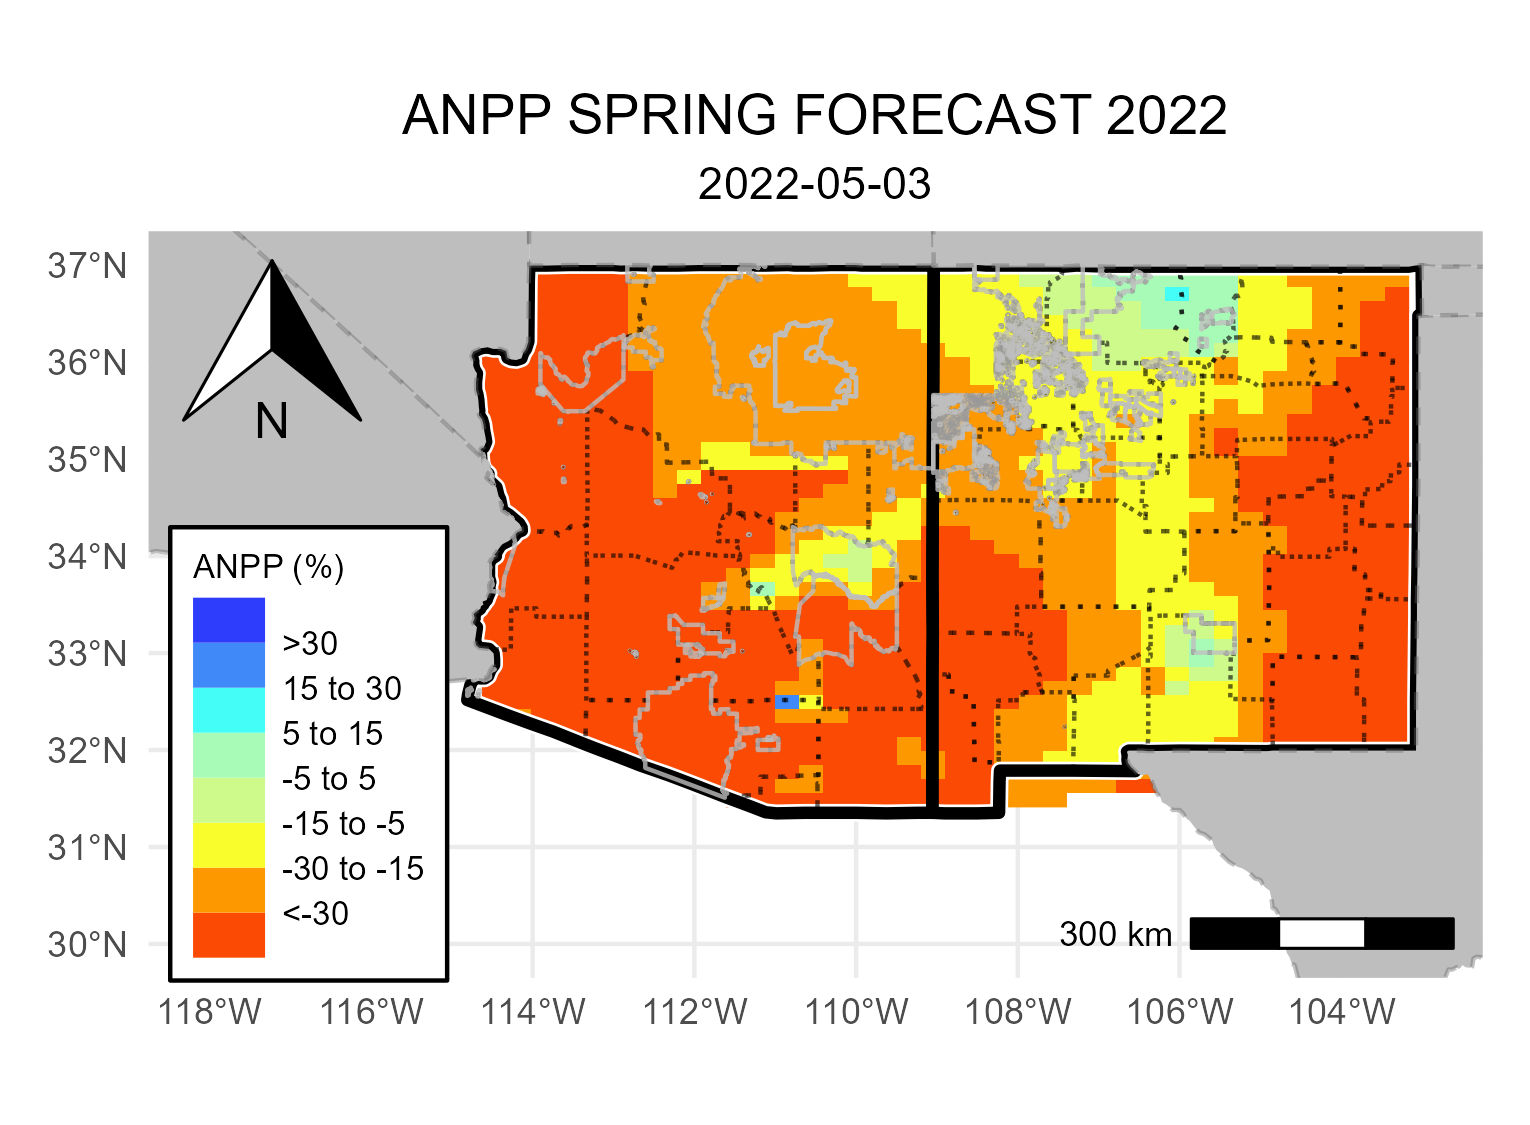 ANPP SPRING FORECAST 2022
2022-05-03
37°N
36°N
35°N
34°N
33°N
32°N
31°N
30°N
N
ANPP (%)
>30
15 to 30
5 to 15
-5 to 5
-15 to -5
-30 to -15
<-30
300 km
118°W 116°W 114°W 112°W 110°W 108°W 106°W 104°W